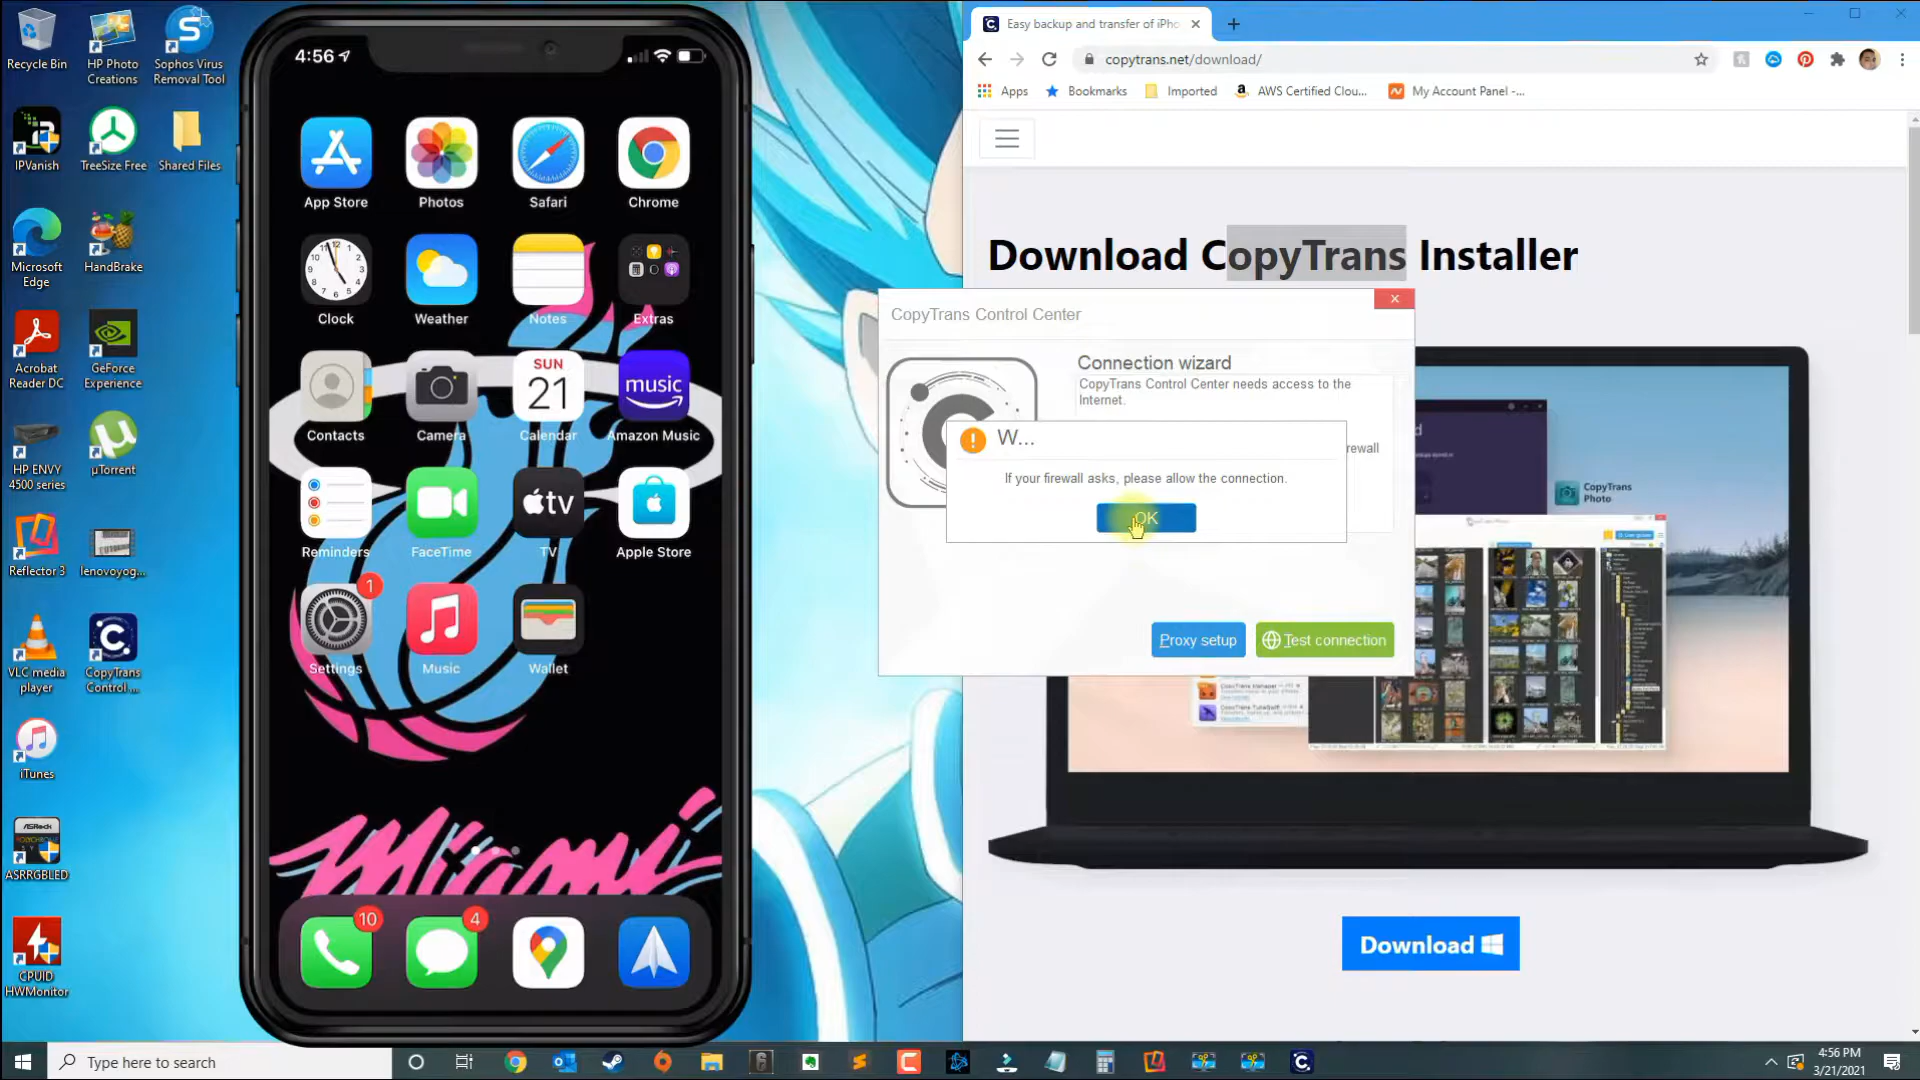 Recycle Bin
HP Photo
Creations
Sophos Virus
Removal Tool
IPVanish
TreeSize Free
Shared Files
Microsoft
Edge
HandBrake
Acrobat
Reader DC
GeForce
Experience
HP ENVY
4500 series
µTorrent
Reflector 3
lenovoyog...
VLC media
player
CopyTrans
Control ...
iTunes
ASRock
ASRRGBLED
CPUID
HWMonitor
4:56
App Store
Photos
Safari
Chrome
Clock
Weather
Notes
Extras
SUN
21
music
Contacts
Camera
Calendar
Amazon Music
tv
Reminders
FaceTime
TV
Apple Store
1
Settings
Music
Wallet
Miami
10
4
Easy backup and transfer of iPho
copytrans.net/download/
Apps
Bookmarks
Imported
AWS Certified Clou...
My Account Panel -...
Download CopyTrans Installer
CopyTrans Control Center
Connection wizard
CopyTrans Control Center needs access to the
Internet.
rewall
W...
If your firewall asks, please allow the connection.
OK
Proxy setup
Test connection
CopyTrans
Photo
Download
Type here to search
4:56 PM
3/21/2021